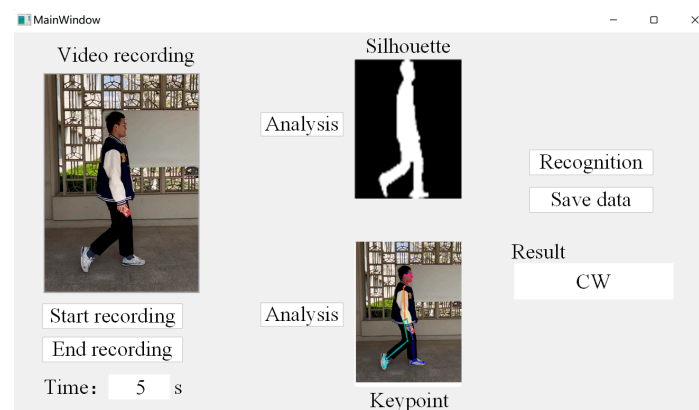 MainWindow
Video recording
Silhouette
Analysis
Recognition
Save data
Result
CW
Start recording
Analysis
End recording
Time: 5 s
Keypoint